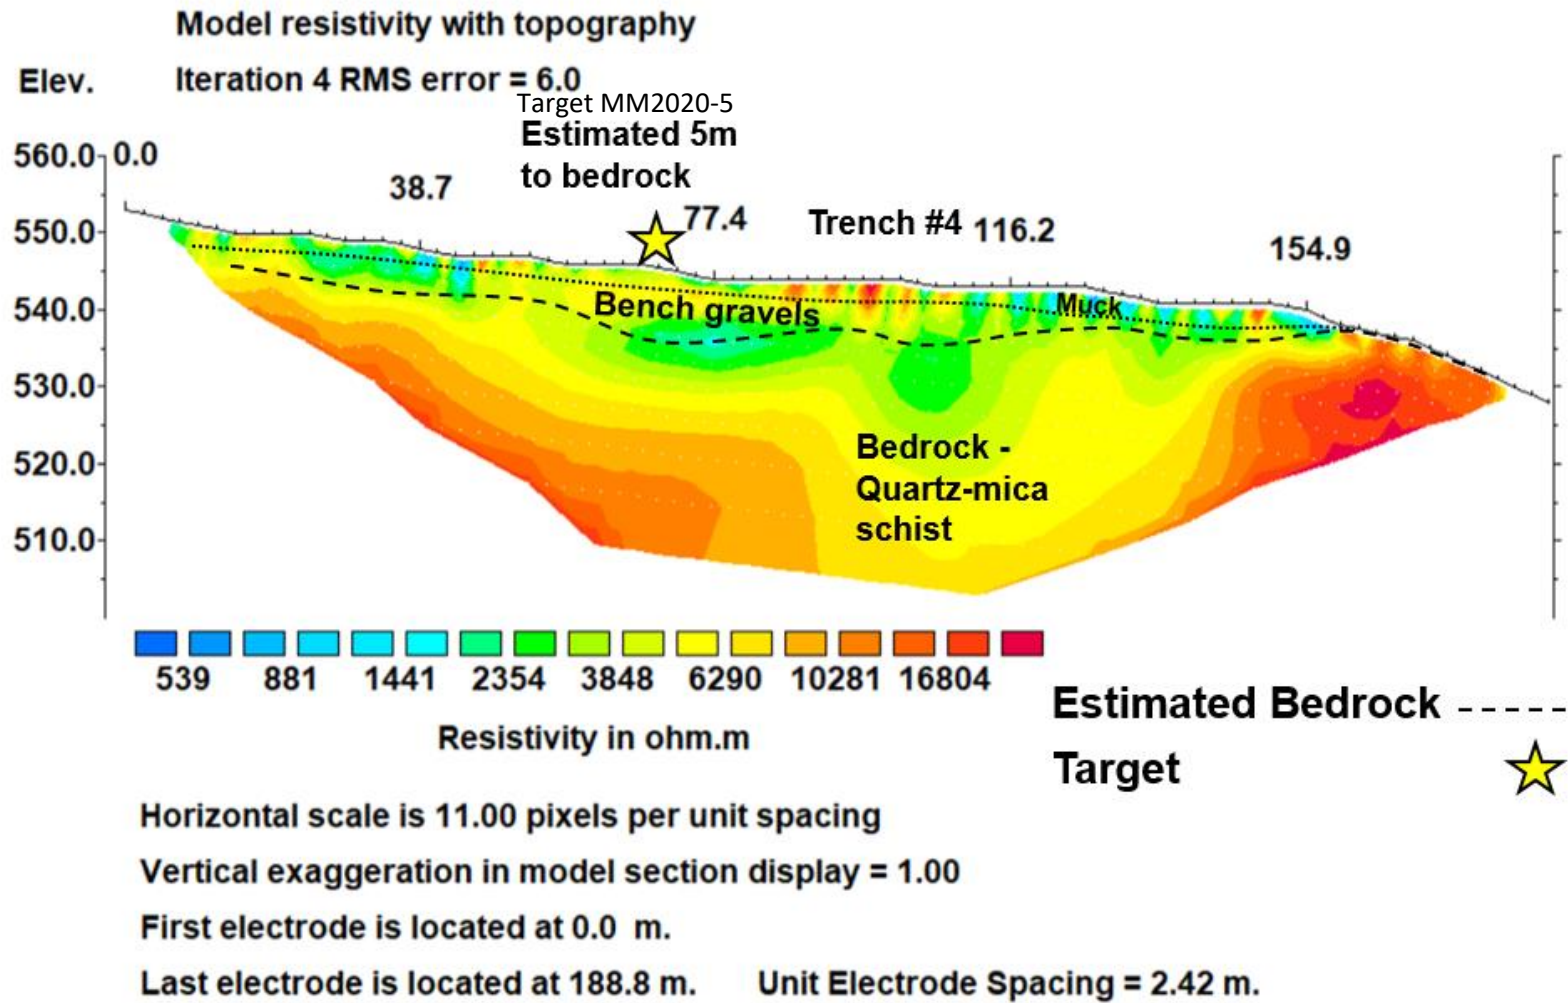 Model resistivity with topography
Elev.
Iteration 4 RMS error = 6.0
Target MM2020-5
Estimated 5m
to bedrock
560.0
0.0
38.7
77.4
Trench #4
116.2
154.9
550.0
540.0
530.0
520.0
510.0
Bench gravels
Muck
Bedrock -
Quartz-mica
schist
539 881 1441 2354 3848 6290 10281 16804
Resistivity in ohm.m
Estimated Bedrock
Target
Horizontal scale is 11.00 pixels per unit spacing
Vertical exaggeration in model section display = 1.00
First electrode is located at 0.0 m.
Last electrode is located at 188.8 m. Unit Electrode Spacing = 2.42 m.